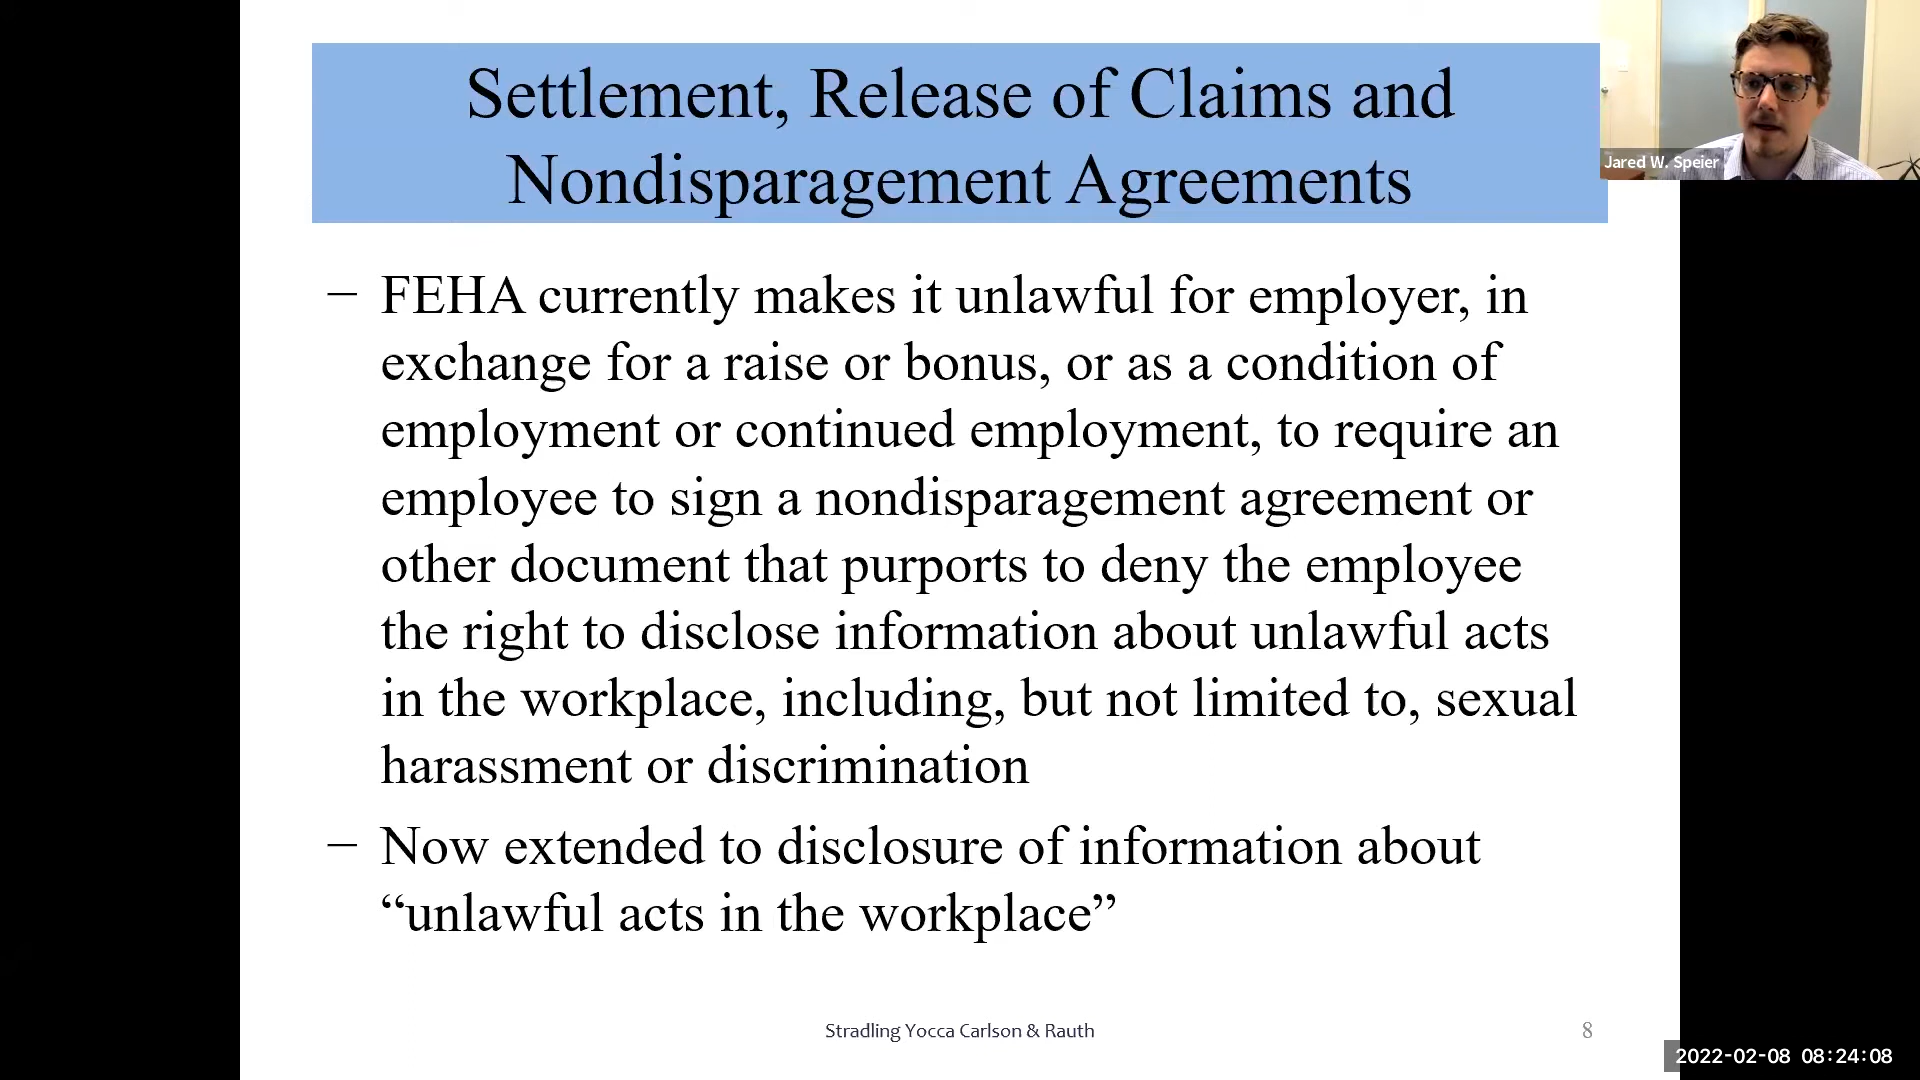 Settlement, Release of Claims and
Nondisparagement Agreements
Jared W. Speier
– FEHA currently makes it unlawful for employer, in
exchange for a raise or bonus, or as a condition of
employment or continued employment, to require an
employee to sign a nondisparagement agreement or
other document that purports to deny the employee
the right to disclose information about unlawful acts
in the workplace, including, but not limited to, sexual
harassment or discrimination
– Now extended to disclosure of information about
“unlawful acts in the workplace”
Stradling Yocca Carlson & Rauth
8
2022-02-08 08:24:08